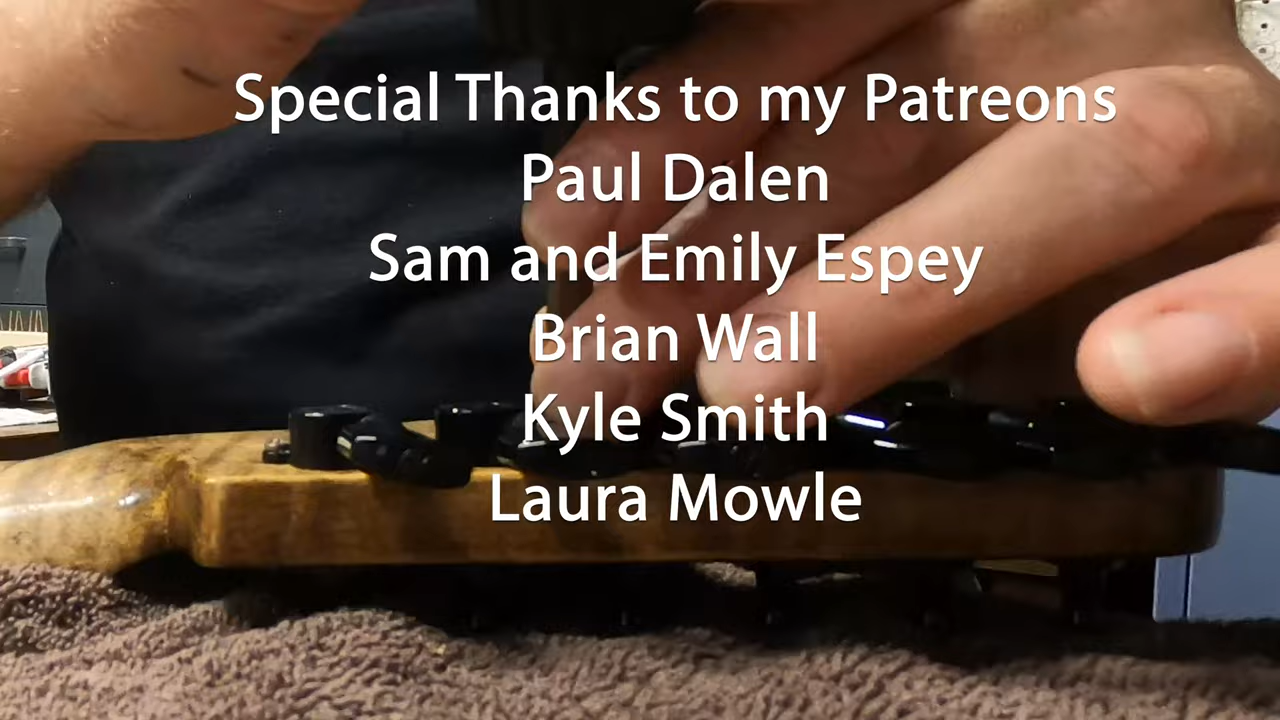 Special Thanks to my Patreons
Paul Dalen
Sam and Emily Espey
Brian Wall
Kyle Smith
Laura Mowle